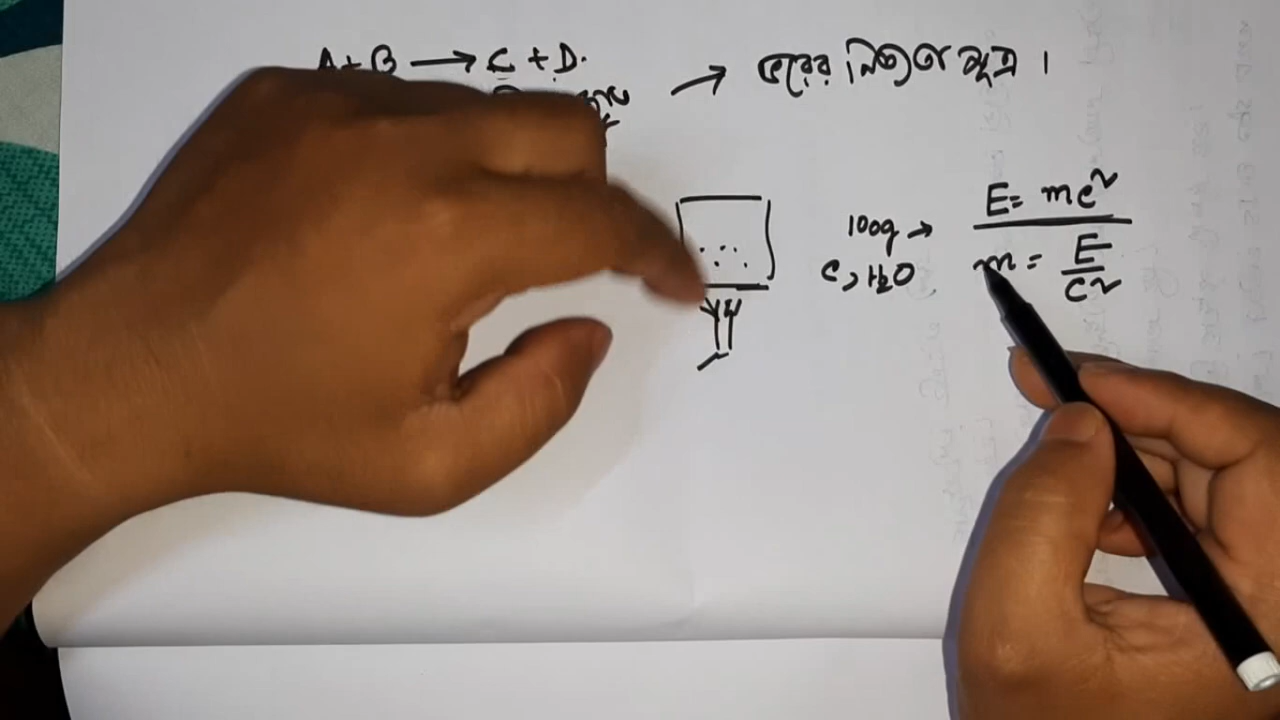 A + B → C + D.
→ ভরের নিত্যতা সূত্র ।
E = mc²
100g →
C, H₂O
m = E/C²